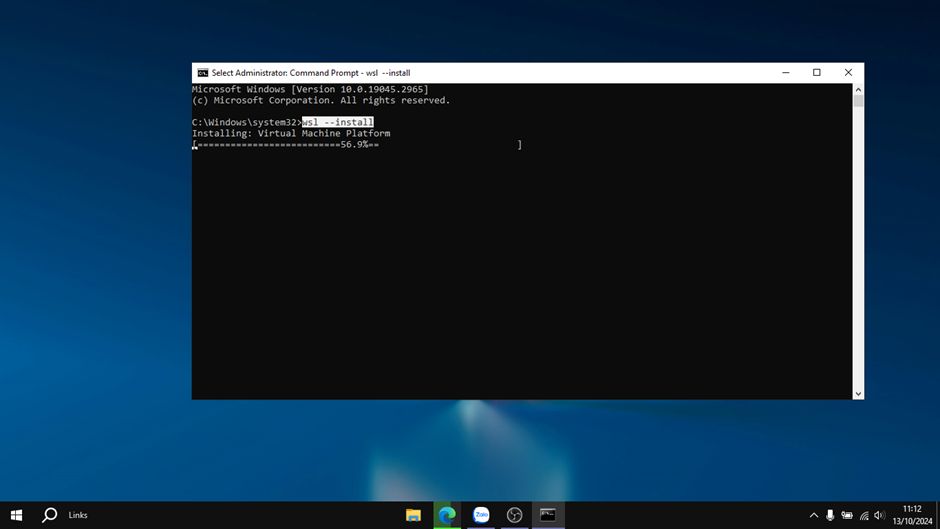 Select Administrator: Command Prompt - wsl --install
Microsoft Windows [Version 10.0.19045.2965]
(c) Microsoft Corporation. All rights reserved.
C:\Windows\system32>wsl --install
Installing: Virtual Machine Platform
[==========================56.9%==                          ]
Links
Zalo
11:12
13/10/2024